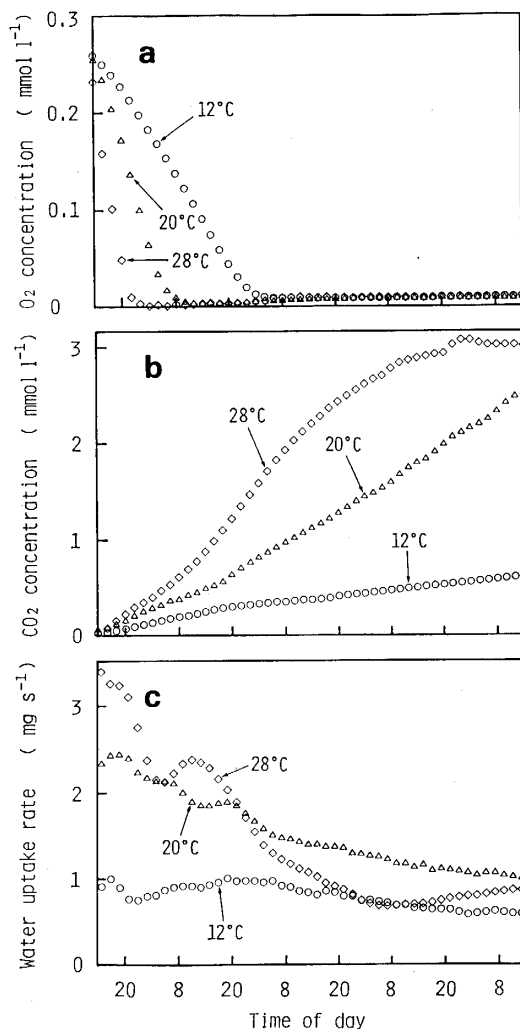 a
O₂ concentration ( mmol l⁻¹)
0.3
0.2
0.1
0
12°C
20°C
28°C
b
CO₂ concentration ( mmol l⁻¹)
3
2
1
0
28°C
20°C
12°C
c
Water uptake rate ( mg s⁻¹)
3
2
1
0
28°C
20°C
12°C
20 8 20 8 20 8 20 8
Time of day